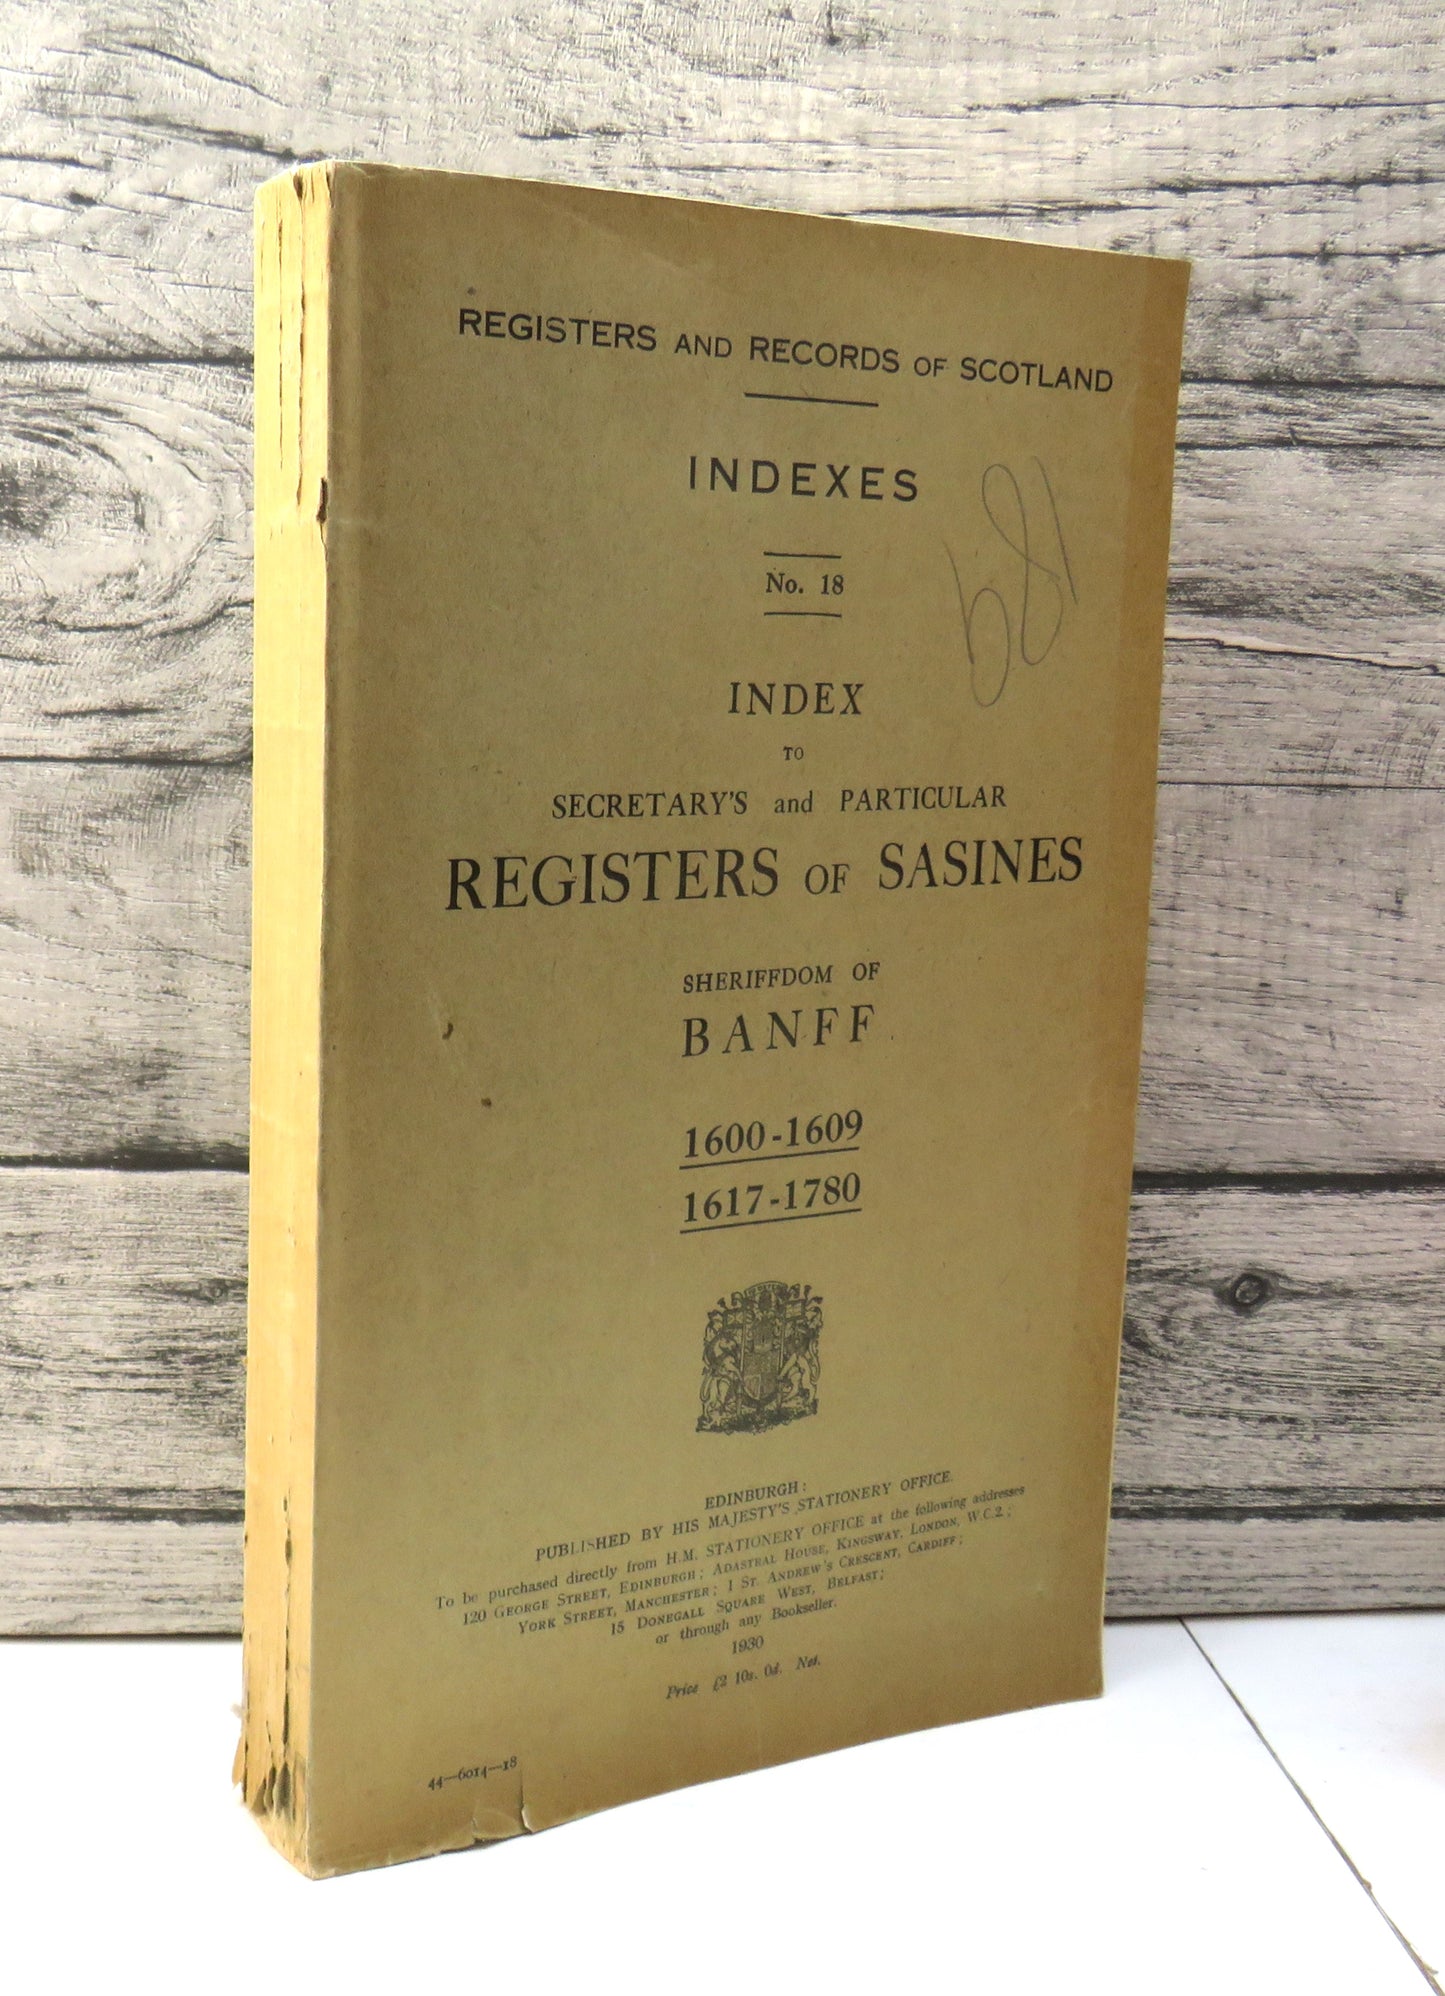 REGISTERS AND RECORDS OF SCOTLAND
INDEXES
No. 18
INDEX
TO
SECRETARY'S and PARTICULAR
REGISTERS OF SASINES
SHERIFFDOM OF
BANFF
1600-1609
1617-1780
EDINBURGH:
PUBLISHED BY HIS MAJESTY'S STATIONERY OFFICE.
To be purchased directly from H.M. STATIONERY OFFICE at the following addresses
120 GEORGE STREET, EDINBURGH; ADASTRAL HOUSE, KINGSWAY, LONDON, W.C.2;
YORK STREET, MANCHESTER; 1 ST. ANDREW'S CRESCENT, CARDIFF;
15 DONEGALL SQUARE WEST, BELFAST;
or through any Bookseller.
1930
Price £2 10s. 0d. Net.
44—6014—18